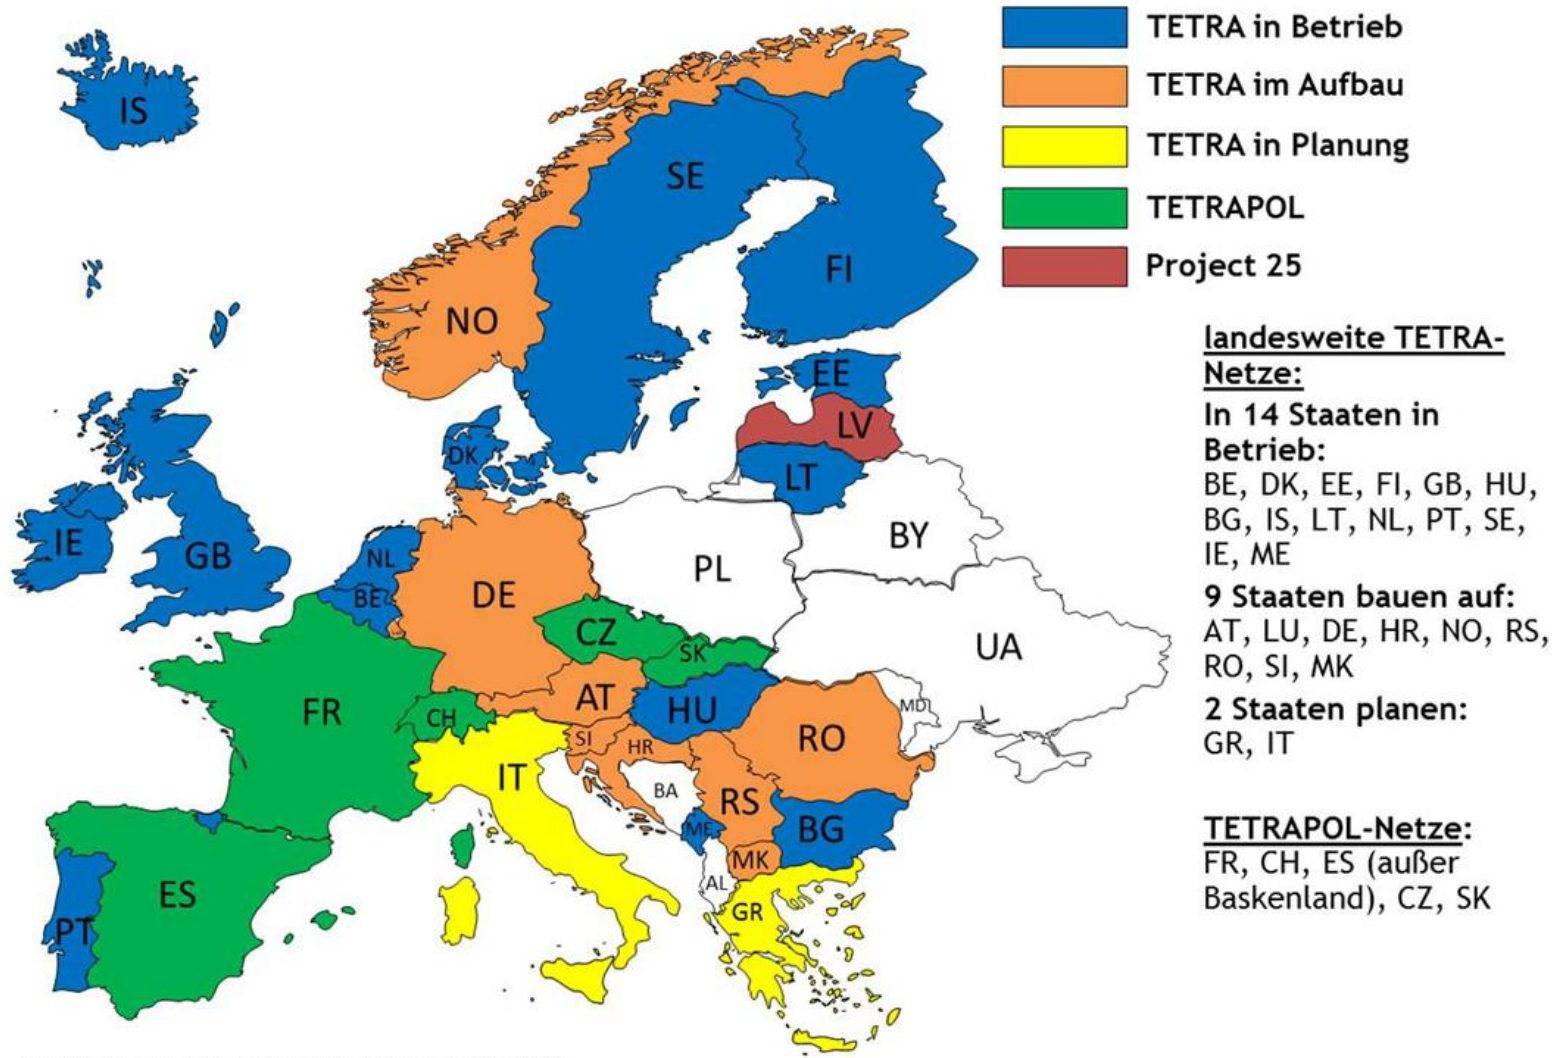 TETRA in Betrieb
TETRA im Aufbau
TETRA in Planung
TETRAPOL
Project 25
landesweite TETRA-
Netze:
In 14 Staaten in
Betrieb:
BE, DK, EE, FI, GB, HU,
BG, IS, LT, NL, PT, SE,
IE, ME
9 Staaten bauen auf:
AT, LU, DE, HR, NO, RS,
RO, SI, MK
2 Staaten planen:
GR, IT
TETRAPOL-Netze:
FR, CH, ES (außer
Baskenland), CZ, SK
IS
SE
FI
NO
EE
LV
DK
LT
IE
GB
NL
BE
DE
PL
BY
CZ
SK
UA
FR
CH
AT
HU
MD
SI
HR
RO
IT
BA
RS
ME
BG
MK
AL
GR
ES
PT